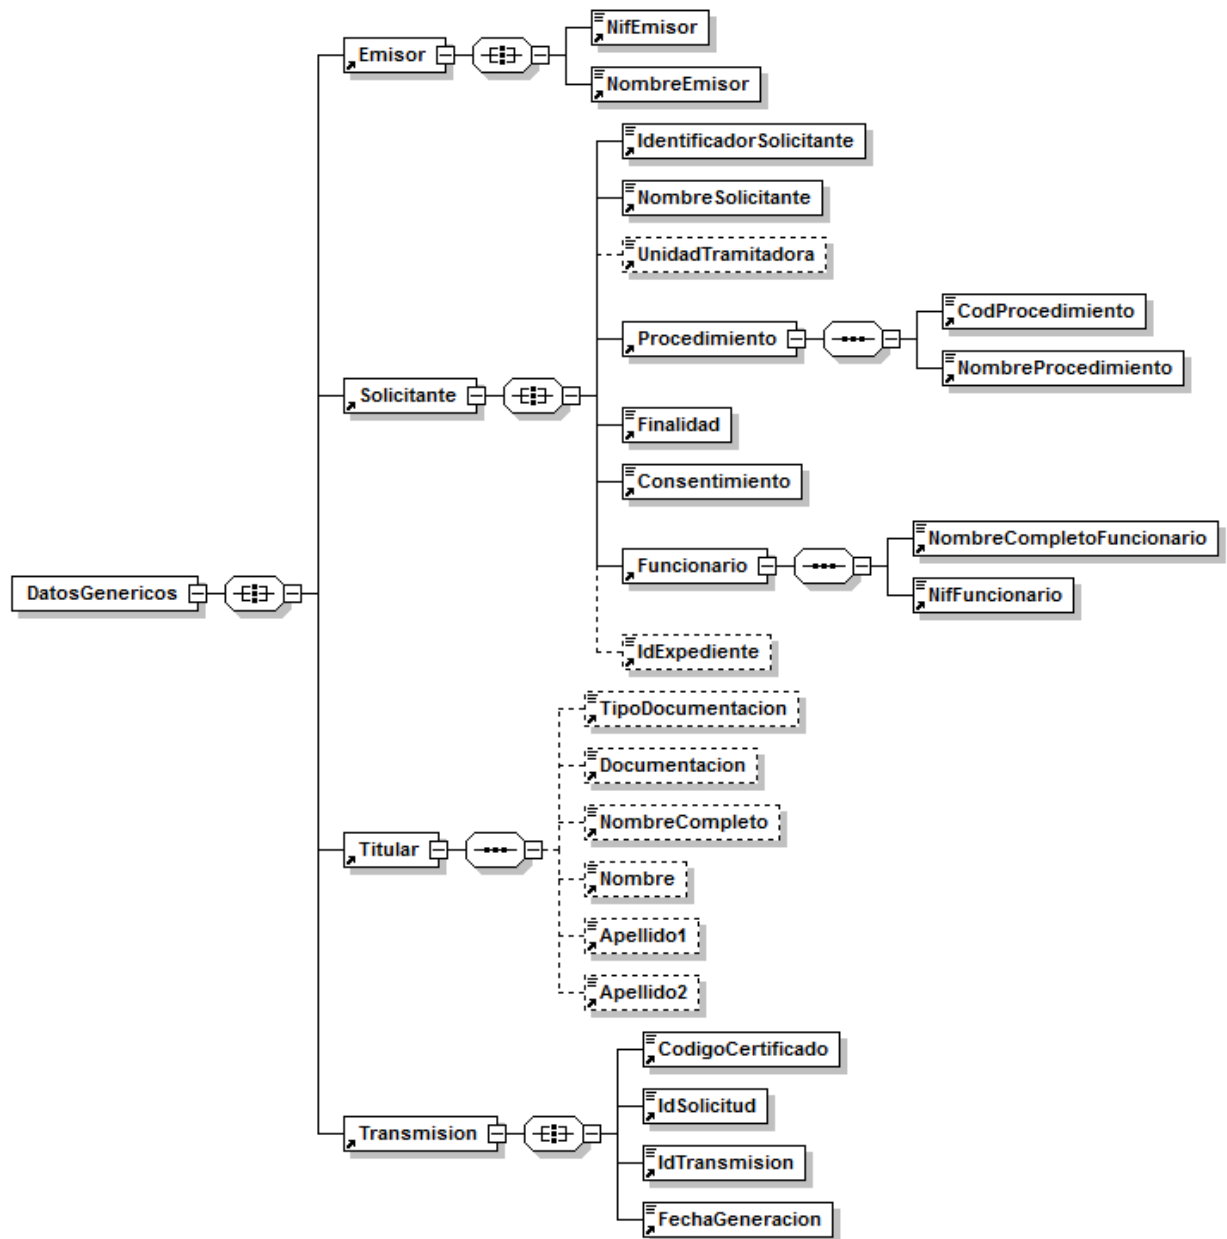 Emisor
NifEmisor
NombreEmisor
IdentificadorSolicitante
NombreSolicitante
UnidadTramitadora
Procedimiento
CodProcedimiento
NombreProcedimiento
Solicitante
Finalidad
Consentimiento
Funcionario
NombreCompletoFuncionario
NifFuncionario
DatosGenericos
IdExpediente
TipoDocumentacion
Documentacion
NombreCompleto
Titular
Nombre
Apellido1
Apellido2
CodigoCertificado
IdSolicitud
Transmision
IdTransmision
FechaGeneracion